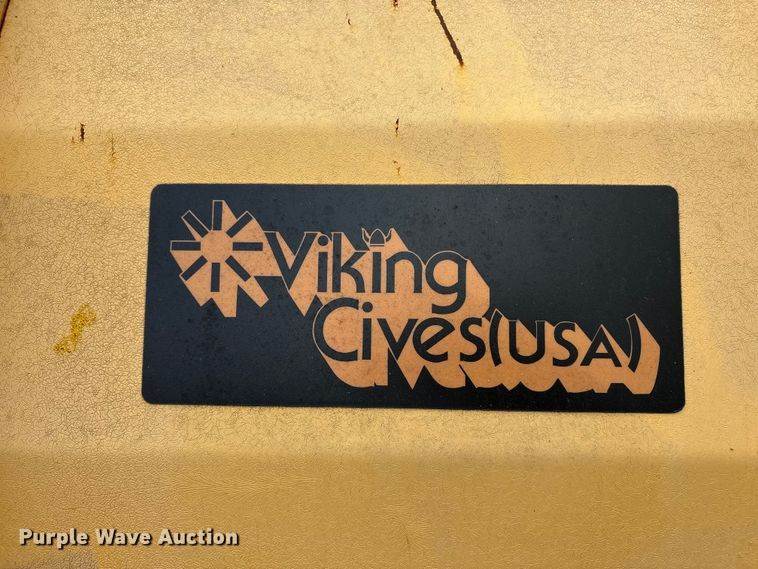 Viking
Cives(USA)
Purple Wave Auction